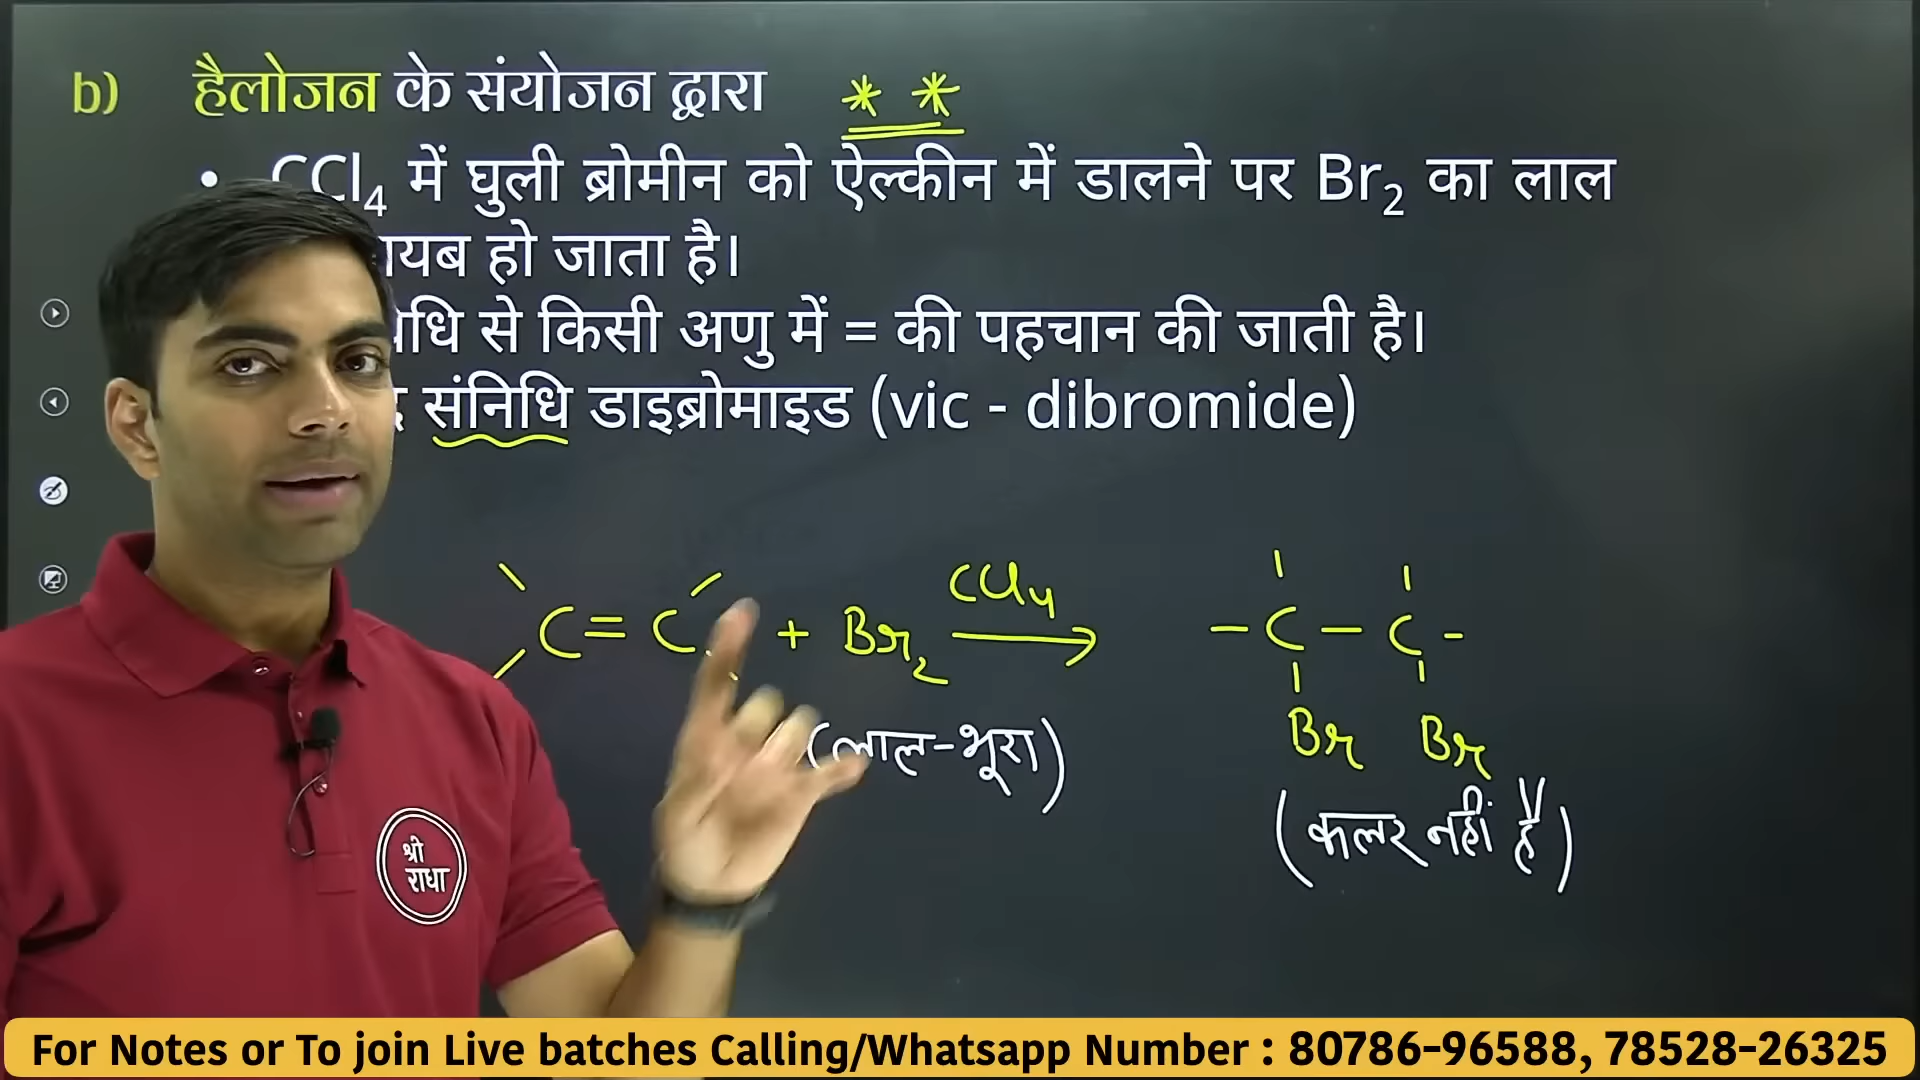 b) हैलोजन के संयोजन द्वारा **
• CCl₄ में घुली ब्रोमीन को ऐल्कीन में डालने पर Br₂ का लाल
हो जाता है।
से किसी अणु में = की पहचान की जाती है।
संनिधि डाइब्रोमाइड (vic - dibromide)
C = C + Br₂ CCl₄ → - C - C -
Br Br
(लाल-भूरा)
(कलर नहीं है)
श्री
राधा
For Notes or To join Live batches Calling/Whatsapp Number : 80786-96588, 78528-26325